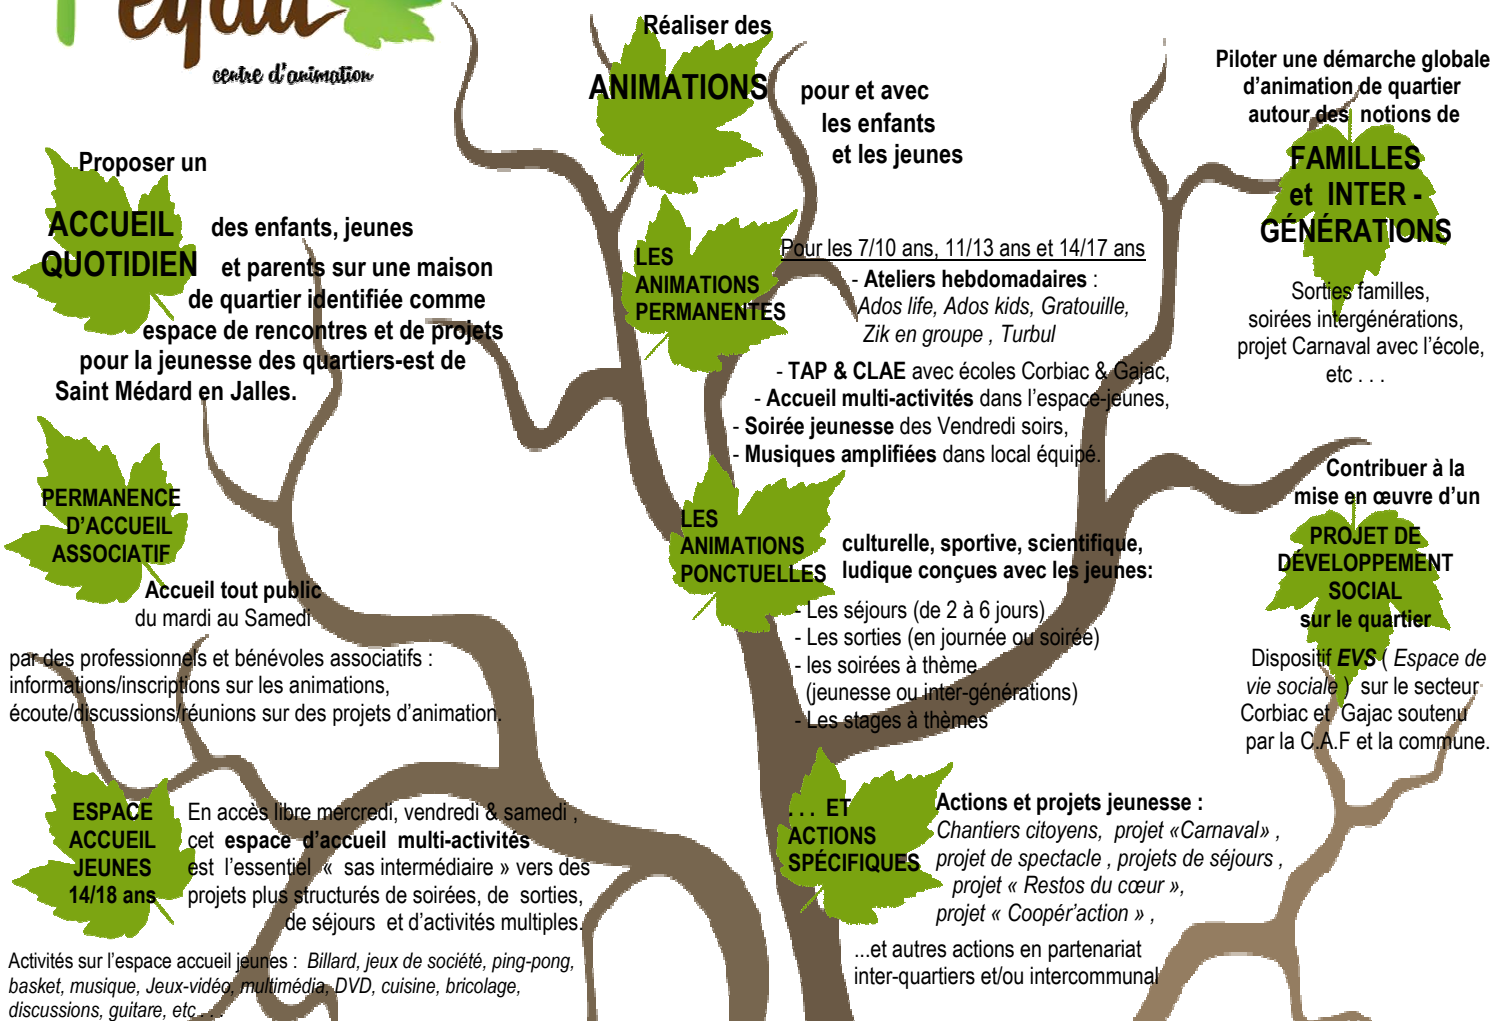 centre d'animation
Proposer un
ACCUEIL
QUOTIDIEN
des enfants, jeunes
et parents sur une maison
de quartier identifiée comme
espace de rencontres et de projets
pour la jeunesse des quartiers-est de
Saint Médard en Jalles.
PERMANENCE
D'ACCUEIL
ASSOCIATIF
Accueil tout public
du mardi au Samedi
par des professionnels et bénévoles associatifs :
informations/inscriptions sur les animations,
écoute/discussions/réunions sur des projets d'animation.
ESPACE
ACCUEIL
JEUNES
14/18 ans
En accès libre mercredi, vendredi & samedi ,
cet espace d'accueil multi-activités
est l'essentiel « sas intermédiaire » vers des
projets plus structurés de soirées, de sorties,
de séjours et d'activités multiples.
Activités sur l'espace accueil jeunes : Billard, jeux de société, ping-pong,
basket, musique, Jeux-vidéo, multimédia, DVD, cuisine, bricolage,
discussions, guitare, etc . . .
Réaliser des
ANIMATIONS
pour et avec
les enfants
et les jeunes
LES
ANIMATIONS
PERMANENTES
Pour les 7/10 ans, 11/13 ans et 14/17 ans
- Ateliers hebdomadaires :
Ados life, Ados kids, Gratouille,
Zik en groupe , Turbul
- TAP & CLAE avec écoles Corbiac & Gajac,
- Accueil multi-activités dans l'espace-jeunes,
- Soirée jeunesse des Vendredi soirs,
- Musiques amplifiées dans local équipé.
LES
ANIMATIONS
PONCTUELLES
culturelle, sportive, scientifique,
ludique conçues avec les jeunes:
- Les séjours (de 2 à 6 jours)
- Les sorties (en journée ou soirée)
- les soirées à thème
(jeunesse ou inter-générations)
- Les stages à thèmes
. . . ET
ACTIONS
SPÉCIFIQUES
Actions et projets jeunesse :
Chantiers citoyens, projet «Carnaval» ,
projet de spectacle , projets de séjours ,
projet « Restos du cœur »,
projet « Coopér'action » ,
...et autres actions en partenariat
inter-quartiers et/ou intercommunal
Piloter une démarche globale
d'animation de quartier
autour des notions de
FAMILLES
et INTER -
GÉNÉRATIONS
Sorties familles,
soirées intergénérations,
projet Carnaval avec l'école,
etc . . .
Contribuer à la
mise en œuvre d'un
PROJET DE
DÉVELOPPEMENT
SOCIAL
sur le quartier
Dispositif EVS ( Espace de
vie sociale ) sur le secteur
Corbiac et Gajac soutenu
par la C.A.F et la commune.